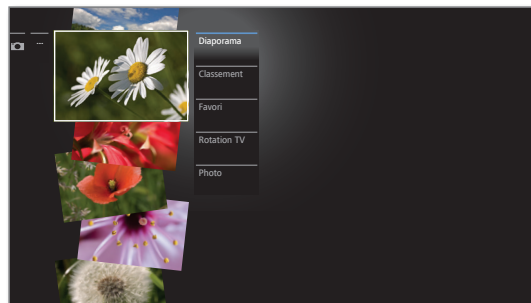 ...
Diaporama
Classement
Favori
Rotation TV
Photo